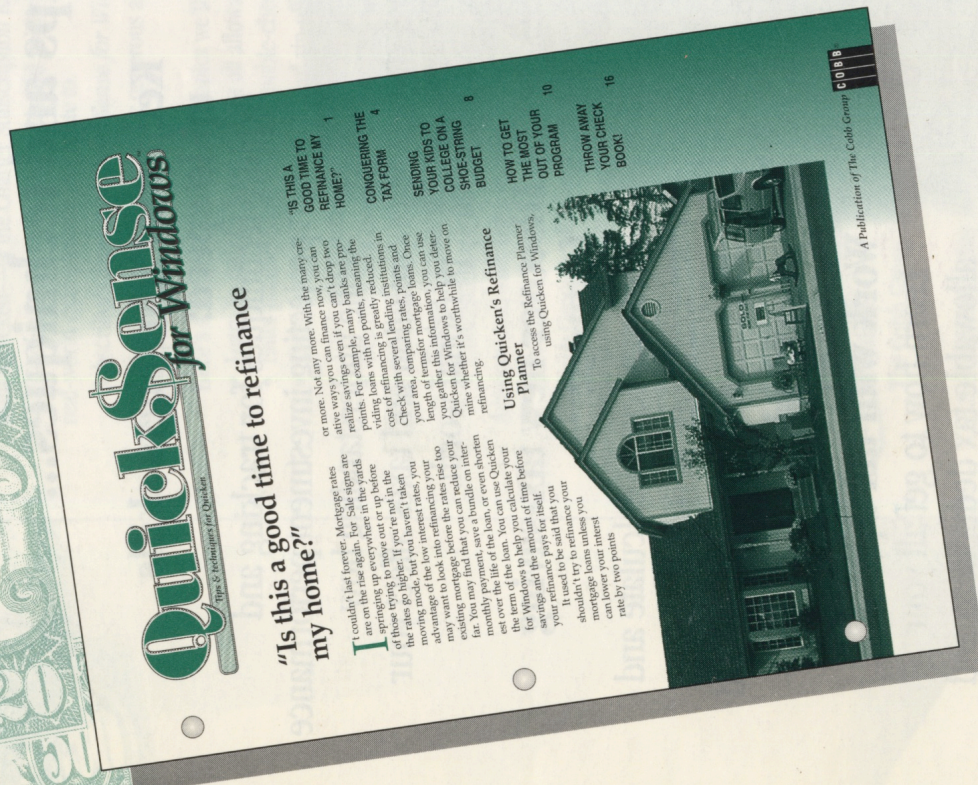 Quick$ense
for Windows
Tips & techniques for Quicken
"Is this a good time to refinance
my home?"
It couldn't last forever. Mortgage rates
are on the rise again. For Sale signs are
springing up everywhere in the yards
of those trying to move out or up before
the rates go higher. If you're not in the
moving mode, but you haven't taken
advantage of the low interest rates, you
may want to look into refinancing your
existing mortgage before the rates rise too
far. You may find that you can reduce your
monthly payment, save a bundle on inter-
est over the life of the loan, or even shorten
the term of the loan. You can use Quicken
for Windows to help you calculate your
savings and the amount of time before
your refinance pays for itself.
It used to be said that you
shouldn't try to refinance your
mortgage loans unless you
can lower your interst
rate by two points
or more. Not any more. With the many cre-
ative ways you can finance now, you can
realize savings even if you can't drop two
points. For example, many banks are pro-
viding loans with no points, meaning the
cost of refinancing is greatly reduced.
Check with several lending institutions in
your area, comparing rates, points and
length of termsfor mortgage loans. Once
you gather this information, you can use
Quicken for Windows to help you deter-
mine whether it's worthwhile to move on
refinancing.
Using Quicken's Refinance
Planner
To access the Refinance Planner
using Quicken for Windows,
"IS THIS A
GOOD TIME TO
REFINANCE MY
HOME?" 1
CONQUERING THE
TAX FORM 4
SENDING
YOUR KIDS TO
COLLEGE ON A
SHOE-STRING
BUDGET 8
HOW TO GET
THE MOST
OUT OF YOUR
PROGRAM 10
THROW AWAY
YOUR CHECK
BOOK! 16
SOLD
A Publication of The Cobb Group
COBB
20